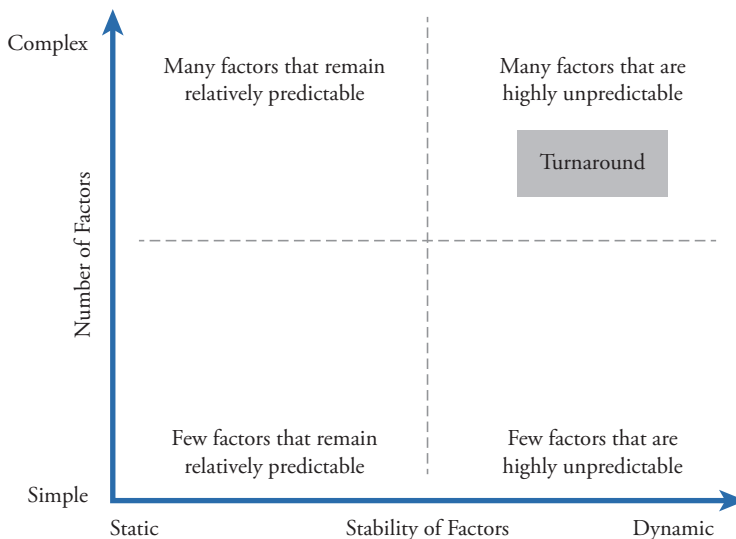 Complex
Many factors that remain
relatively predictable
Many factors that are
highly unpredictable
Turnaround
Number of Factors
Few factors that remain
relatively predictable
Few factors that are
highly unpredictable
Simple
Static
Stability of Factors
Dynamic